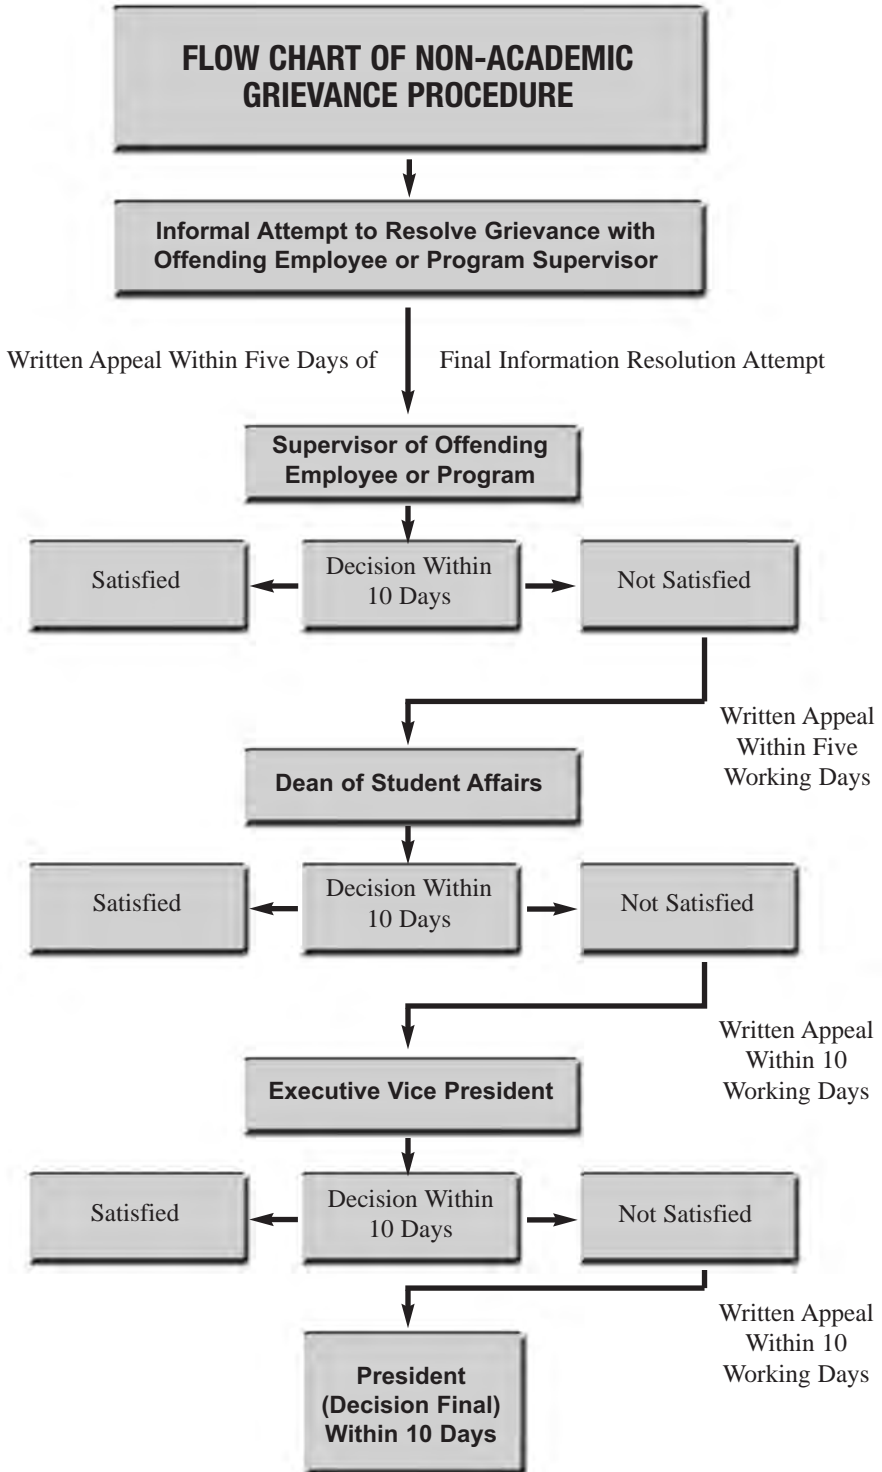 FLOW CHART OF NON-ACADEMIC
GRIEVANCE PROCEDURE
Informal Attempt to Resolve Grievance with
Offending Employee or Program Supervisor
Written Appeal Within Five Days of Final Information Resolution Attempt
Supervisor of Offending
Employee or Program
Satisfied
Decision Within
10 Days
Not Satisfied
Written Appeal
Within Five
Working Days
Dean of Student Affairs
Satisfied
Decision Within
10 Days
Not Satisfied
Written Appeal
Within 10
Working Days
Executive Vice President
Satisfied
Decision Within
10 Days
Not Satisfied
Written Appeal
Within 10
Working Days
President
(Decision Final)
Within 10 Days